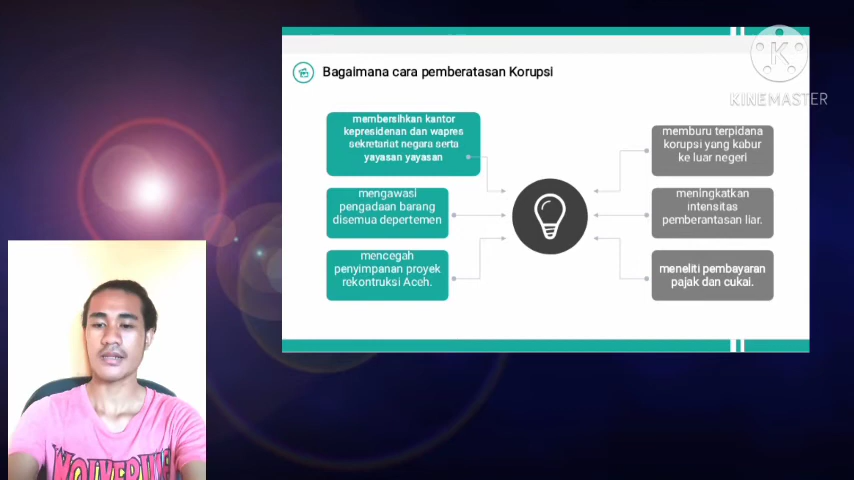 Bagaimana cara pemberatasan Korupsi
membersihkan kantor
kepresidenan dan wapres
sekretariat negara serta
yayasan yayasan
mengawasi
pengadaan barang
disemua depertemen
mencegah
penyimpanan proyek
rekontruksi Aceh.
memburu terpidana
korupsi yang kabur
ke luar negeri
meningkatkan
intensitas
pemberantasan liar.
meneliti pembayaran
pajak dan cukai.
K
KINEMASTER
WOLVERINE